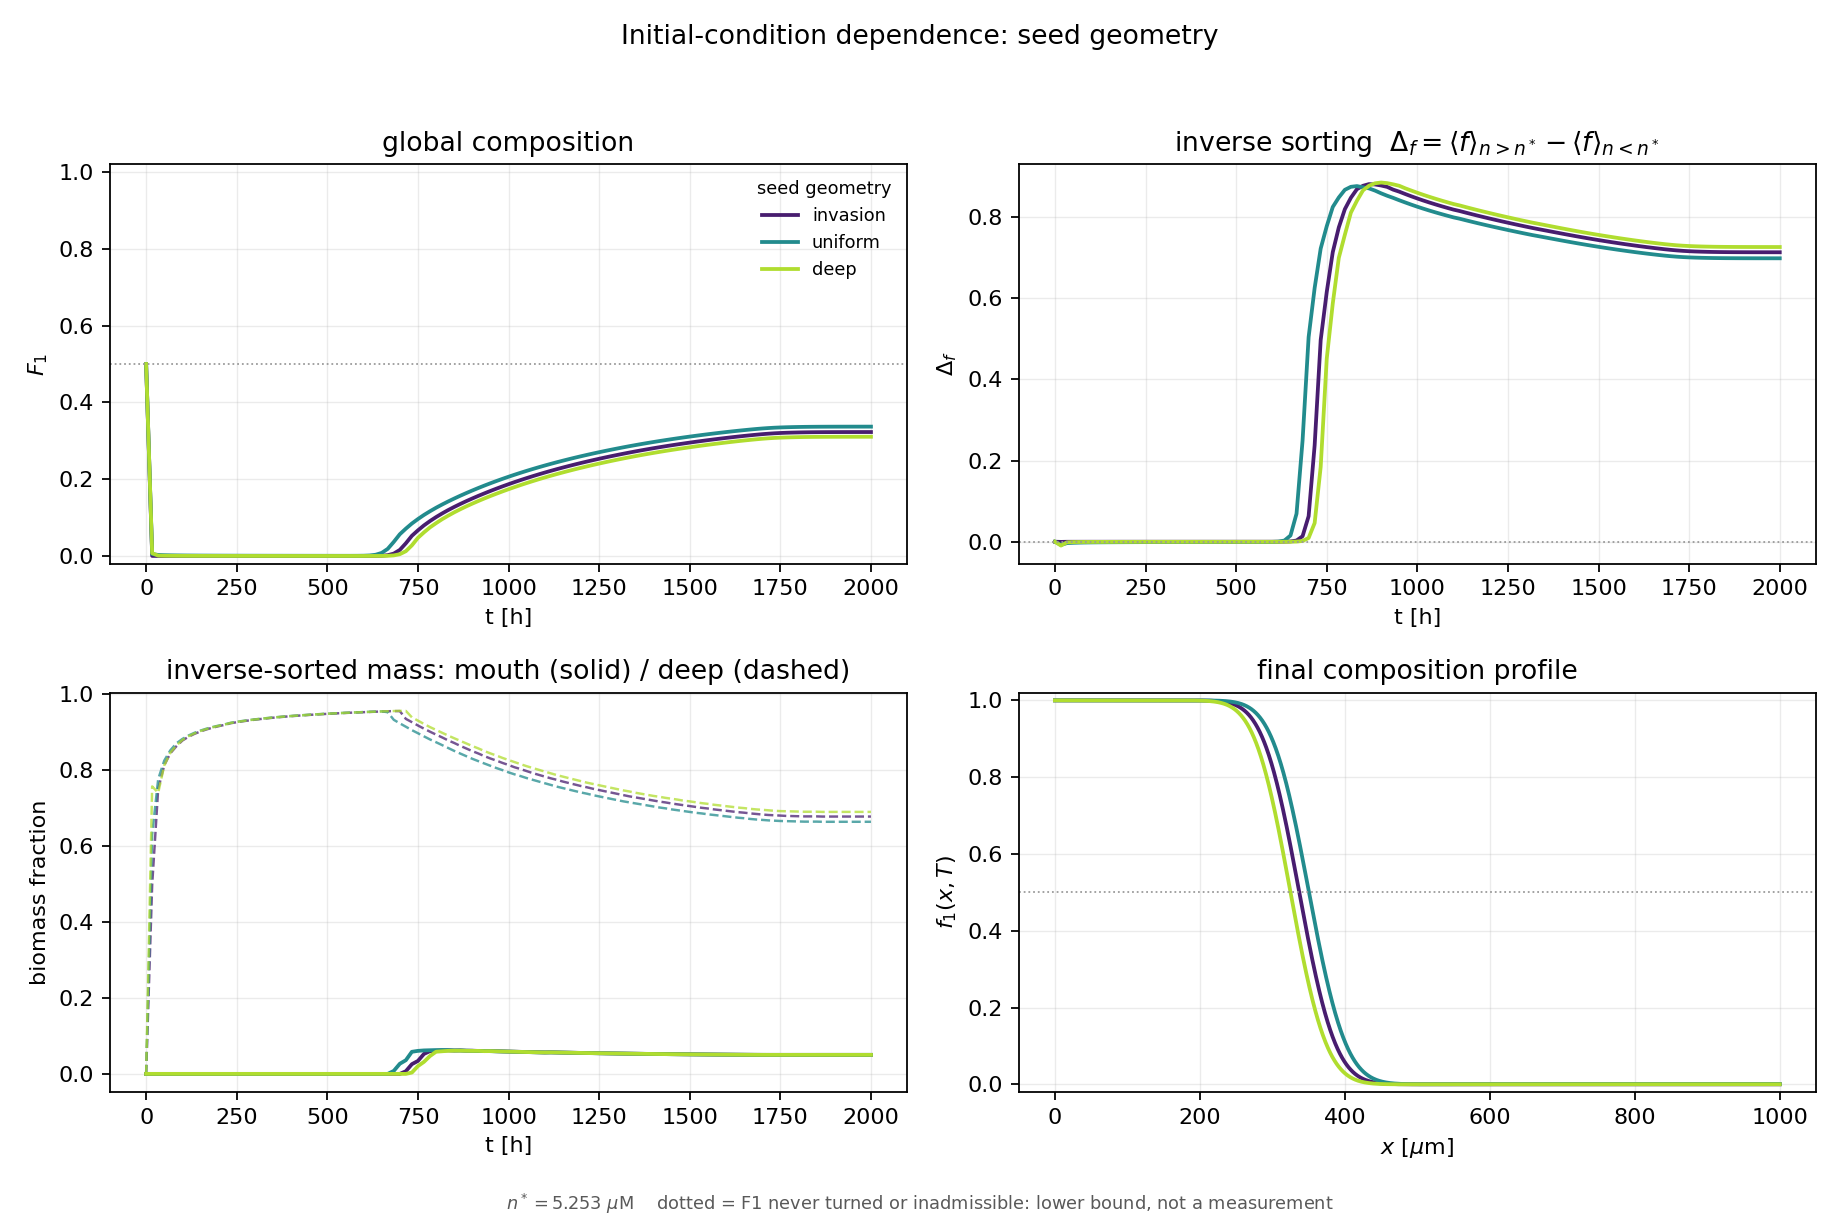 Initial-condition dependence: seed geometry
global composition
1.0
0.8
0.6
0.4
0.2
0.0
F₁
seed geometry
invasion
uniform
deep
0 250 500 750 1000 1250 1500 1750 2000
t [h]
inverse sorting Δ_f = ⟨f⟩_{n>n*} − ⟨f⟩_{n<n*}
0.8
0.6
0.4
0.2
0.0
Δ_f
0 250 500 750 1000 1250 1500 1750 2000
t [h]
inverse-sorted mass: mouth (solid) / deep (dashed)
1.0
0.8
0.6
0.4
0.2
0.0
biomass fraction
0 250 500 750 1000 1250 1500 1750 2000
t [h]
final composition profile
1.0
0.8
0.6
0.4
0.2
0.0
f₁(x, T)
0 200 400 600 800 1000
x [μm]
n* = 5.253 μM dotted = F1 never turned or inadmissible: lower bound, not a measurement